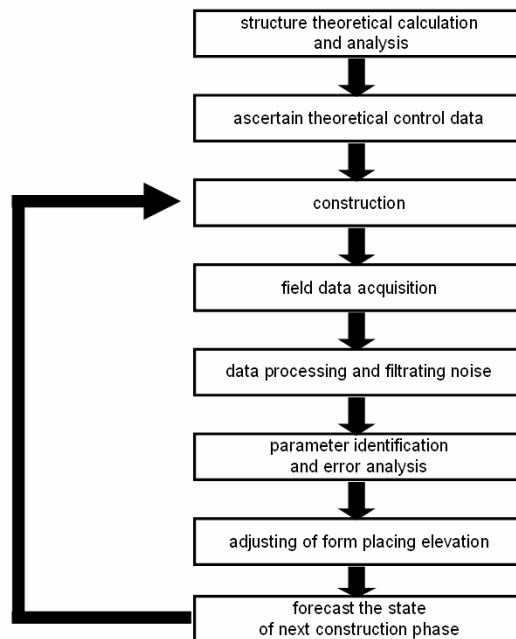 structure theoretical calculation
and analysis
ascertain theoretical control data
construction
field data acquisition
data processing and filtrating noise
parameter identification
and error analysis
adjusting of form placing elevation
forecast the state
of next construction phase